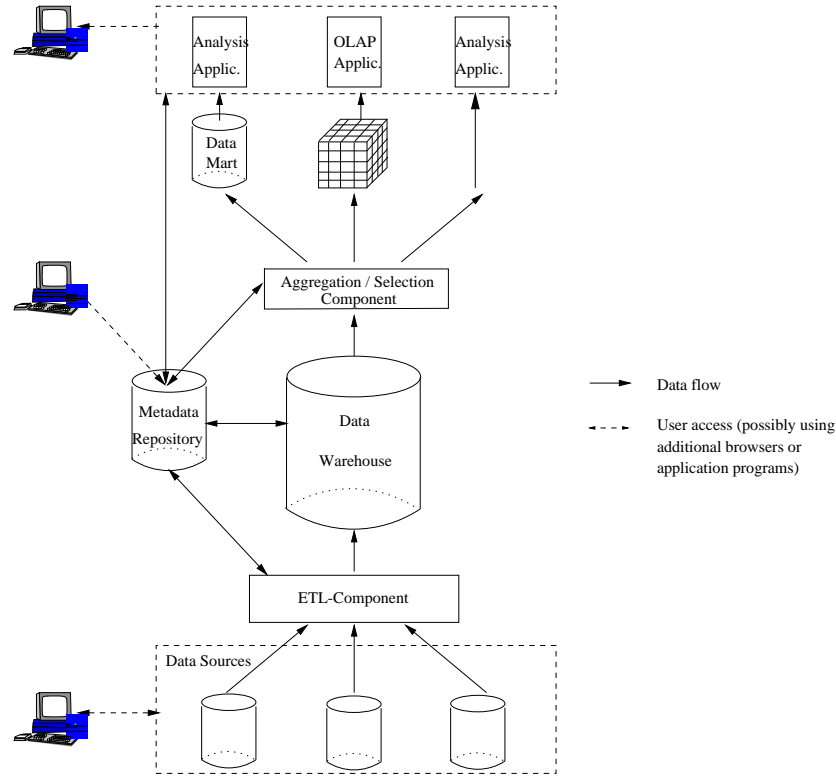 Analysis
Applic.
OLAP
Applic.
Analysis
Applic.
Data
Mart
Aggregation / Selection
Component
Metadata
Repository
Data
Warehouse
Data flow
User access (possibly using
additional browsers or
application programs)
ETL-Component
Data Sources